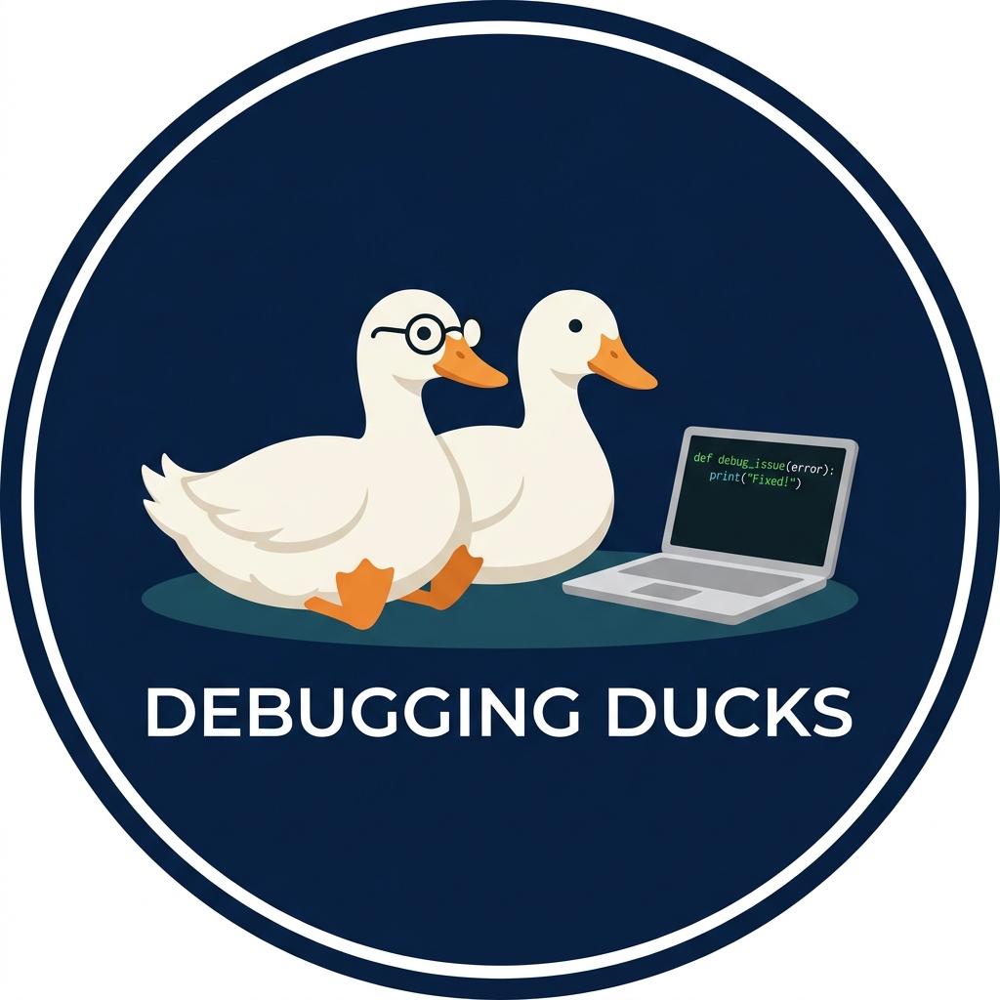 def debug_issue(error):
print("Fixed!")
DEBUGGING DUCKS